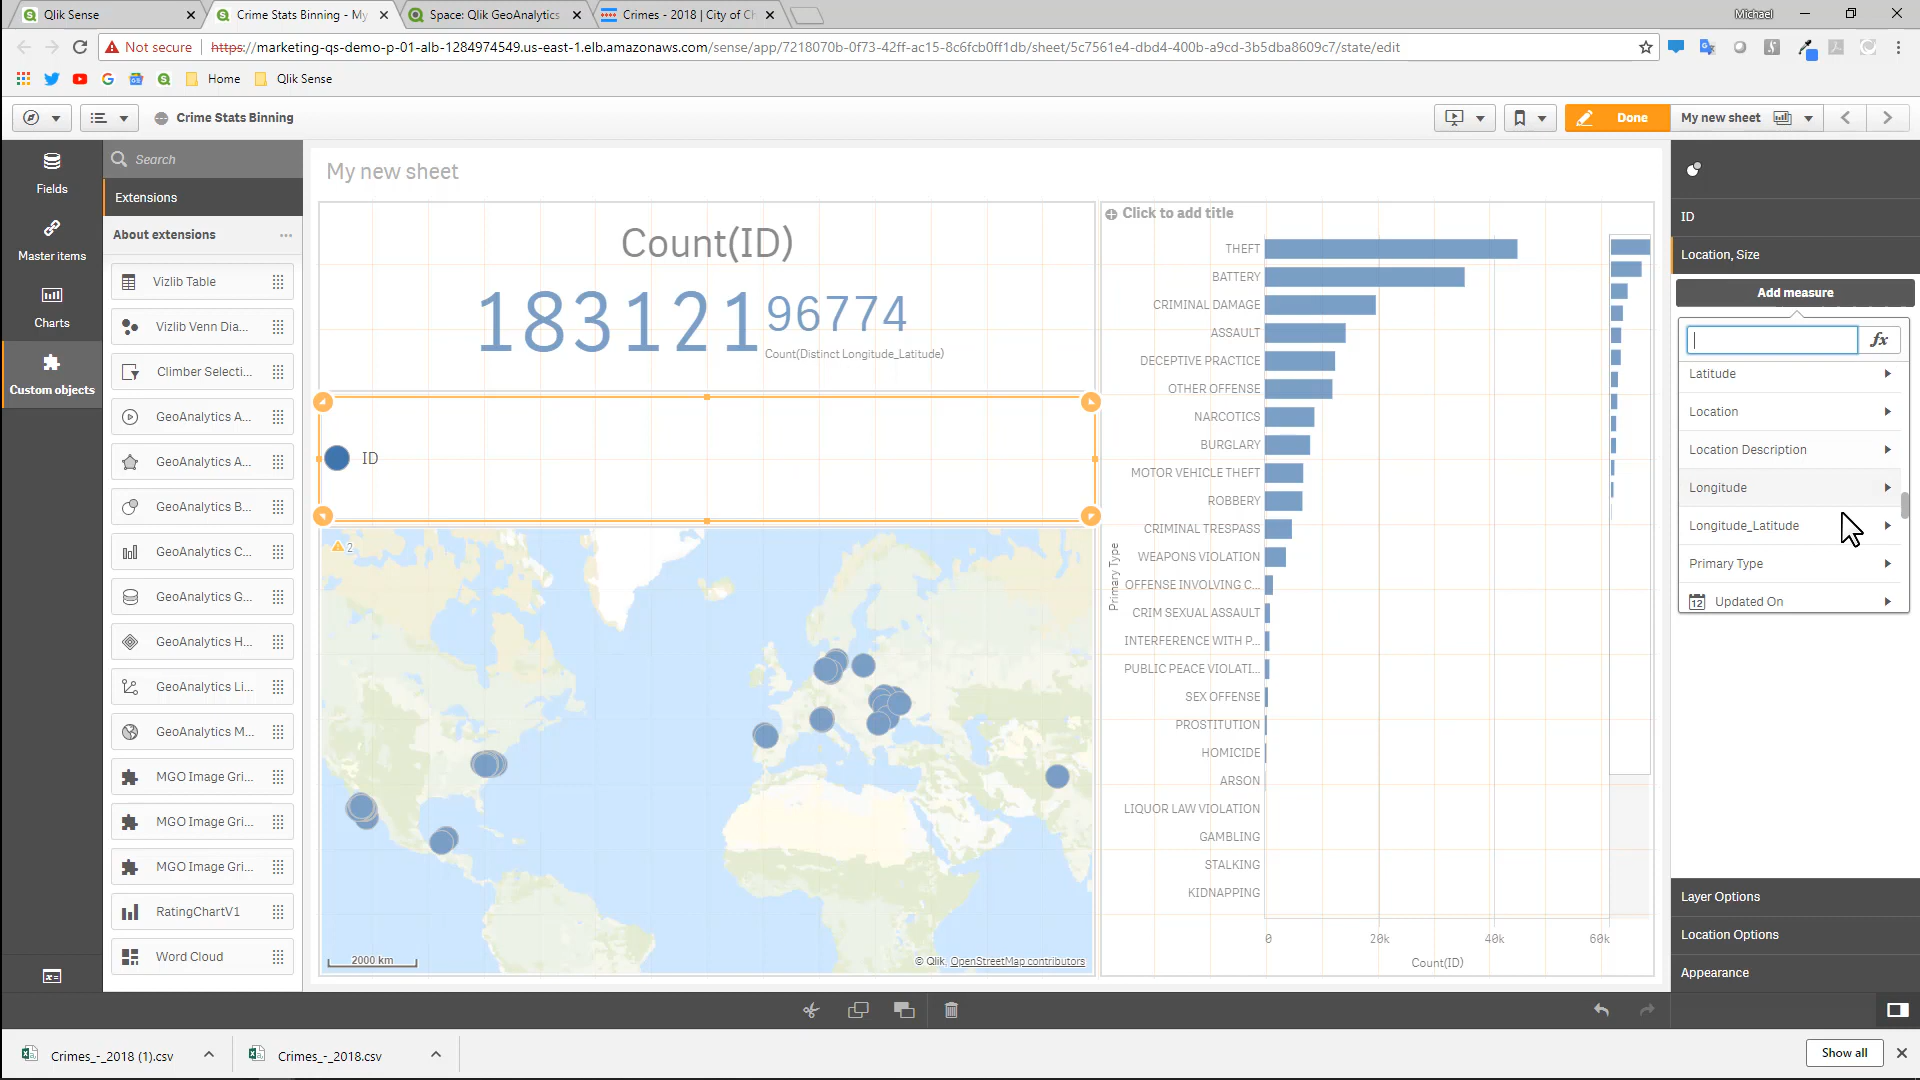 Qlik Sense
Crime Stats Binning - My
Space: Qlik GeoAnalytics
Crimes - 2018 | City of Ch
Michael
Not secure
https://marketing-qs-demo-p-01-alb-1284974549.us-east-1.elb.amazonaws.com/sense/app/7218070b-0f73-42ff-ac15-8c6fcb0ff1db/sheet/5c7561e4-dbd4-400b-a9cd-3b5dba8609c7/state/edit
Home
Qlik Sense
Crime Stats Binning
Done
My new sheet
Fields
Master items
Charts
Custom objects
Search
Extensions
About extensions
Vizlib Table
Vizlib Venn Dia...
Climber Selecti...
GeoAnalytics A...
GeoAnalytics A...
GeoAnalytics B...
GeoAnalytics C...
GeoAnalytics G...
GeoAnalytics H...
GeoAnalytics Li...
GeoAnalytics M...
MGO Image Gri...
MGO Image Gri...
MGO Image Gri...
RatingChartV1
Word Cloud
My new sheet
Count(ID)
183121
96774
Count(Distinct Longitude_Latitude)
ID
2
2000 km
© Qlik, OpenStreetMap contributors
Click to add title
Primary Type
THEFT
BATTERY
CRIMINAL DAMAGE
ASSAULT
DECEPTIVE PRACTICE
OTHER OFFENSE
NARCOTICS
BURGLARY
MOTOR VEHICLE THEFT
ROBBERY
CRIMINAL TRESPASS
WEAPONS VIOLATION
OFFENSE INVOLVING C...
CRIM SEXUAL ASSAULT
INTERFERENCE WITH P...
PUBLIC PEACE VIOLATI...
SEX OFFENSE
PROSTITUTION
HOMICIDE
ARSON
LIQUOR LAW VIOLATION
GAMBLING
STALKING
KIDNAPPING
0
20k
40k
60k
Count(ID)
ID
Location, Size
Add measure
fx
Latitude
Location
Location Description
Longitude
Longitude_Latitude
Primary Type
12
Updated On
Layer Options
Location Options
Appearance
Crimes_-_2018 (1).csv
Crimes_-_2018.csv
Show all